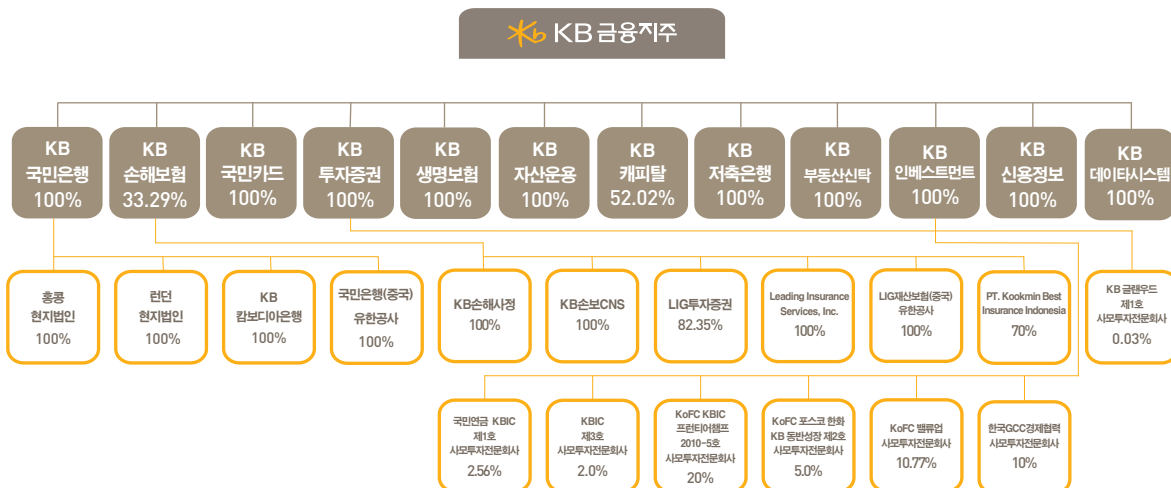 Kb KB 금융지주
KB
국민은행
100%
KB
손해보험
33.29%
KB
국민카드
100%
KB
투자증권
100%
KB
생명보험
100%
KB
자산운용
100%
KB
캐피탈
52.02%
KB
저축은행
100%
KB
부동산신탁
100%
KB
인베스트먼트
100%
KB
신용정보
100%
KB
데이타시스템
100%
홍콩
현지법인
100%
런던
현지법인
100%
KB
캄보디아은행
100%
국민은행(중국)
유한공사
100%
KB손해사정
100%
KB손보CNS
100%
LIG투자증권
82.35%
Leading Insurance
Services, Inc.
100%
LIG재산보험(중국)
유한공사
100%
PT. Kookmin Best
Insurance Indonesia
70%
KB 글랜우드
제1호
사모투자전문회사
0.03%
국민연금 KBIC
제1호
사모투자전문회사
2.56%
KBIC
제3호
사모투자전문회사
2.0%
KoFC KBIC
프런티어챔프
2010-5호
사모투자전문회사
20%
KoFC 포스코 한화
KB 동반성장 제2호
사모투자전문회사
5.0%
KoFC 밸류업
사모투자전문회사
10.77%
한국GCC경제협력
사모투자전문회사
10%